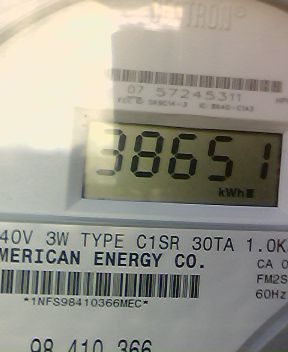 07 57245311
38651
kWh
40V 3W TYPE C1SR 30TA 1.0K
MERICAN ENERGY CO.
CA 0
FM2S
60Hz
*1NFS98410366MEC*
98 410 366